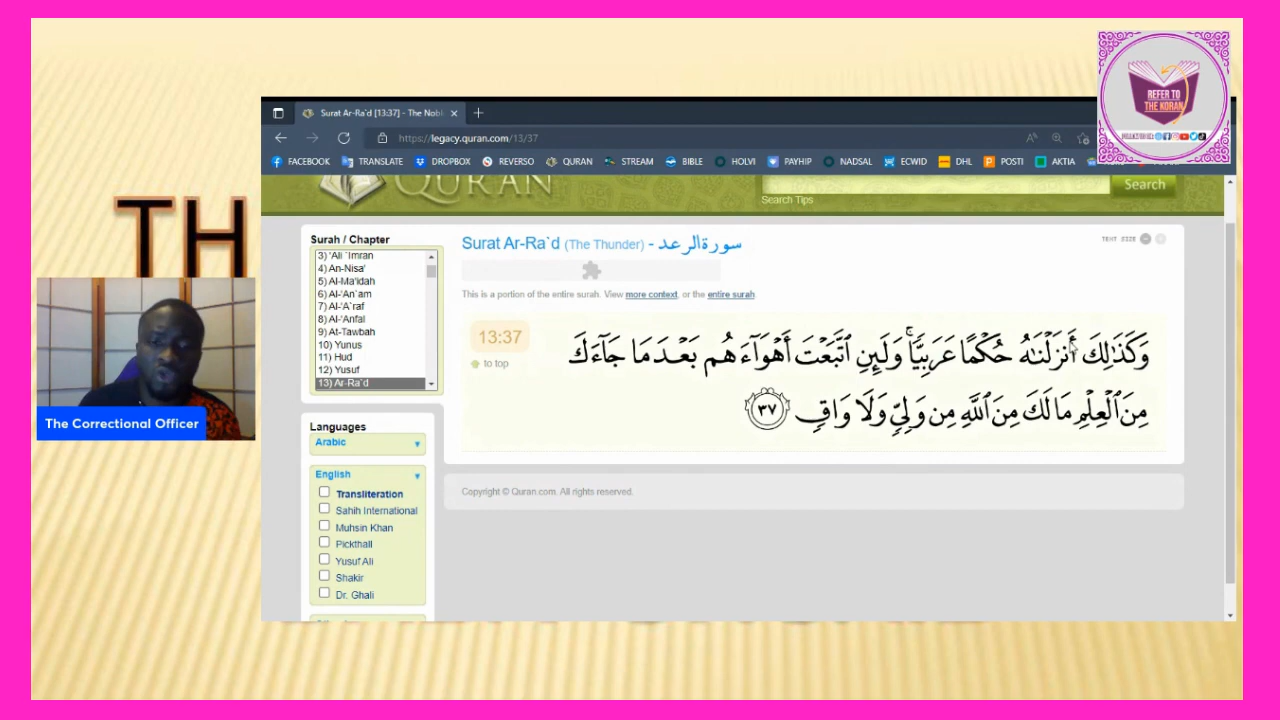 REFER TO
THE KORAN
TH
The Correctional Officer
Surat Ar-Ra`d [13:37] - The Nobl
https://legacy.quran.com/13/37
FACEBOOK TRANSLATE DROPBOX REVERSO QURAN STREAM BIBLE HOLVI PAYHIP NADSAL ECWID DHL POSTI AKTIA
QURAN
Search
Search Tips
Surah / Chapter
3) 'Ali `Imran
4) An-Nisa'
5) Al-Ma'idah
6) Al-'An`am
7) Al-'A`raf
8) Al-'Anfal
9) At-Tawbah
10) Yunus
11) Hud
12) Yusuf
13) Ar-Ra`d
Languages
Arabic
English
Transliteration
Sahih International
Muhsin Khan
Pickthall
Yusuf Ali
Shakir
Dr. Ghali
Surat Ar-Ra`d (The Thunder) - سورة الرعد
TEXT SIZE
This is a portion of the entire surah. View more context, or the entire surah
13:37
to top
وَكَذَٰلِكَ أَنزَلْنَٰهُ حُكْمًا عَرَبِيًّۭا ۚ وَلَئِنِ ٱتَّبَعْتَ أَهْوَآءَهُم بَعْدَمَا جَآءَكَ
مِنَ ٱلْعِلْمِ مَا لَكَ مِنَ ٱللَّهِ مِن وَلِىٍّۢ وَلَا وَاقٍۢ ٣٧
Copyright © Quran.com. All rights reserved.